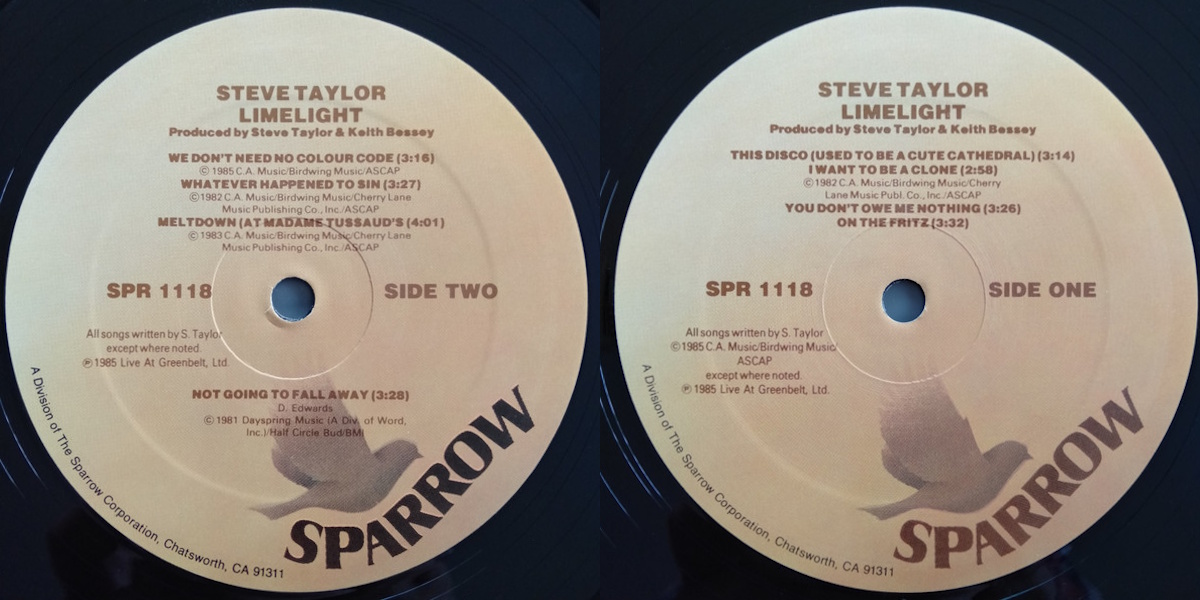 STEVE TAYLOR
LIMELIGHT
Produced by Steve Taylor & Keith Bessey
WE DON'T NEED NO COLOUR CODE (3:16)
© 1985 C.A. Music/Birdwing Music/ASCAP
WHATEVER HAPPENED TO SIN (3:27)
© 1982 C.A. Music/Birdwing Music/Cherry Lane
Music Publishing Co., Inc./ASCAP
MELTDOWN (AT MADAME TUSSAUD'S (4:01)
© 1983 C.A. Music/Birdwing Music/Cherry Lane
Music Publishing Co., Inc./ASCAP
SPR 1118
SIDE TWO
All songs written by S. Taylor
except where noted.
℗ 1985 Live At Greenbelt, Ltd.
NOT GOING TO FALL AWAY (3:28)
D. Edwards
© 1981 Dayspring Music (A Div. of Word,
Inc.)/Half Circle Bud/BMI
SPARROW
A Division of The Sparrow Corporation, Chatsworth, CA 91311
STEVE TAYLOR
LIMELIGHT
Produced by Steve Taylor & Keith Bessey
THIS DISCO (USED TO BE A CUTE CATHEDRAL) (3:14)
I WANT TO BE A CLONE (2:58)
© 1982 C.A. Music/Birdwing Music/Cherry
Lane Music Publ. Co., Inc./ASCAP
YOU DON'T OWE ME NOTHING (3:26)
ON THE FRITZ (3:32)
SPR 1118
SIDE ONE
All songs written by S. Taylor
© 1985 C.A. Music/Birdwing Music/
ASCAP
except where noted.
℗ 1985 Live At Greenbelt, Ltd.
SPARROW
A Division of The Sparrow Corporation, Chatsworth, CA 91311